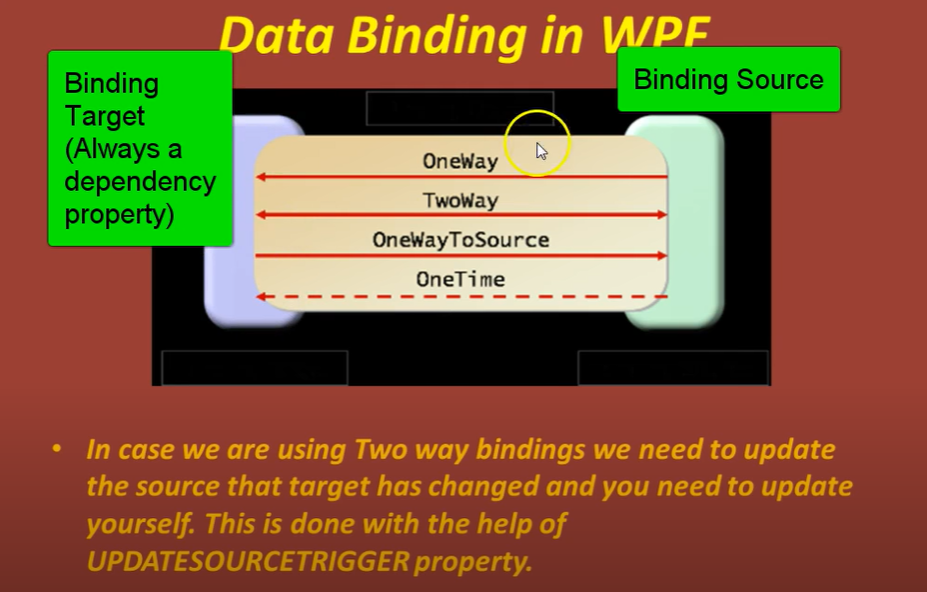 Data Binding in WPF
Binding
Target
(Always a
dependency
property)
Binding Source
OneWay
TwoWay
OneWayToSource
OneTime
• In case we are using Two way bindings we need to update
the source that target has changed and you need to update
yourself. This is done with the help of
UPDATESOURCETRIGGER property.